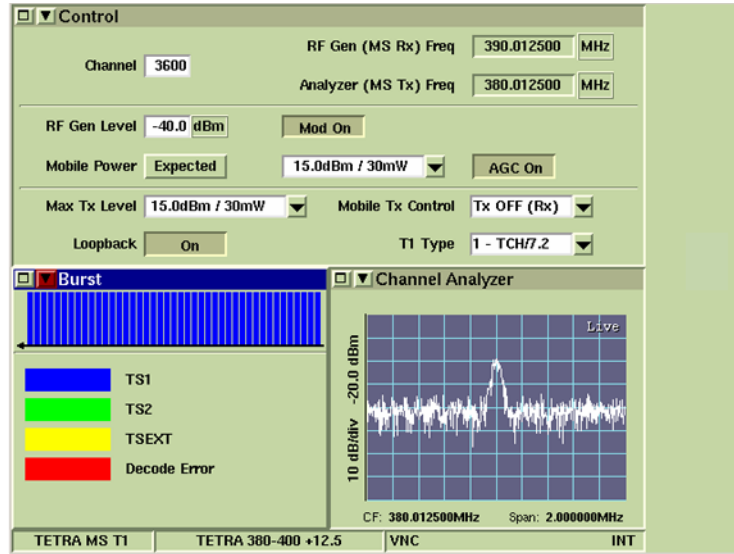 Control
Channel 3600
RF Gen (MS Rx) Freq 390.012500 MHz
Analyzer (MS Tx) Freq 380.012500 MHz
RF Gen Level -40.0 dBm Mod On
Mobile Power Expected 15.0dBm / 30mW AGC On
Max Tx Level 15.0dBm / 30mW Mobile Tx Control Tx OFF (Rx)
Loopback On T1 Type 1 - TCH/7.2
Burst
TS1
TS2
TSEXT
Decode Error
Channel Analyzer
Live
10 dB/div -20.0 dBm
CF: 380.012500MHz Span: 2.000000MHz
TETRA MS T1 TETRA 380-400 +12.5 VNC INT